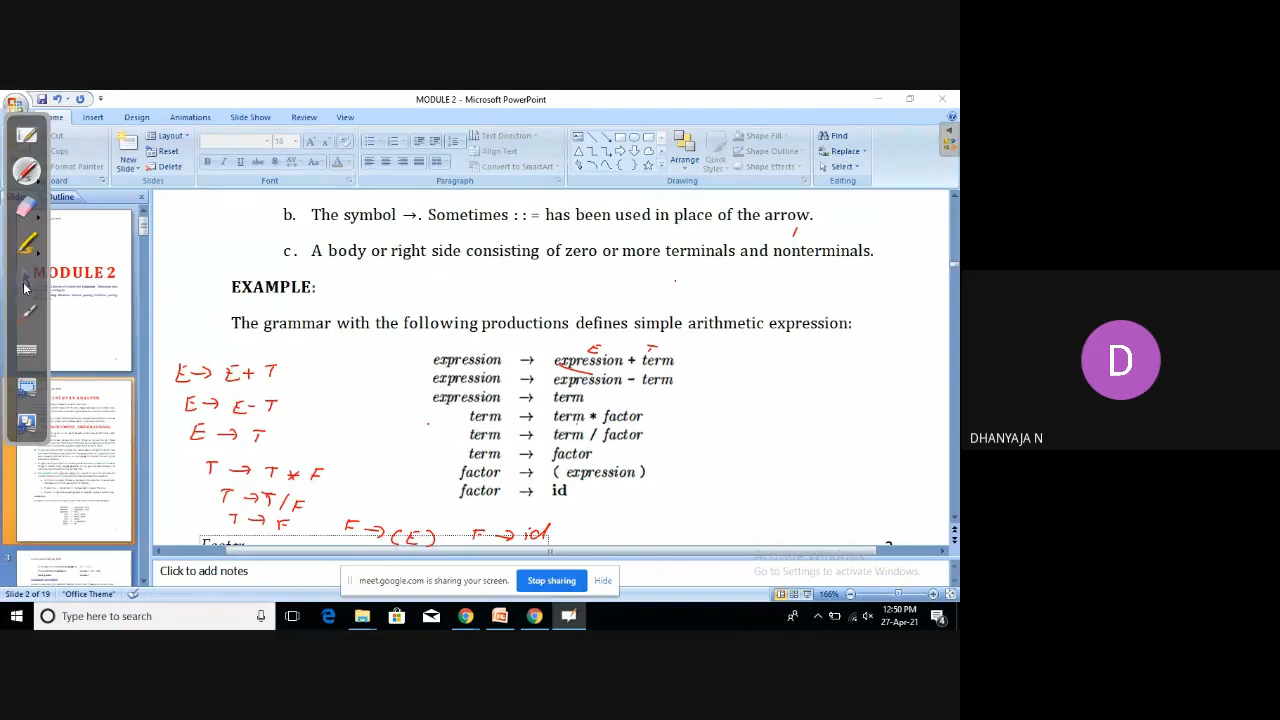 MODULE 2 - Microsoft PowerPoint
Insert Design Animations Slide Show Review View
Cut Layout 18 Text Direction Shape Fill Find
Copy Reset Align Text Shape Outline Replace
Format Painter New Slide Delete Convert to SmartArt Arrange Quick Styles Shape Effects Select
Slides Font Paragraph Drawing Editing
Outline
b. The symbol →. Sometimes : : = has been used in place of the arrow.
c. A body or right side consisting of zero or more terminals and nonterminals.
EXAMPLE:
The grammar with the following productions defines simple arithmetic expression:
E T
expression → expression + term
expression → expression - term
expression → term
term → term * factor
term → term / factor
term → factor
factor → ( expression )
factor → id
E → E + T
E → E - T
E → T
T → T * F
T → T / F
T → F
F → (E) F → id
Factor
MODULE 2
3
Click to add notes
Activate Windows
Go to Settings to activate Windows.
meet.google.com is sharing your screen. Stop sharing Hide
Slide 2 of 19 "Office Theme" 166%
Type here to search
12:50 PM
27-Apr-21
4
D
DHANYAJA N